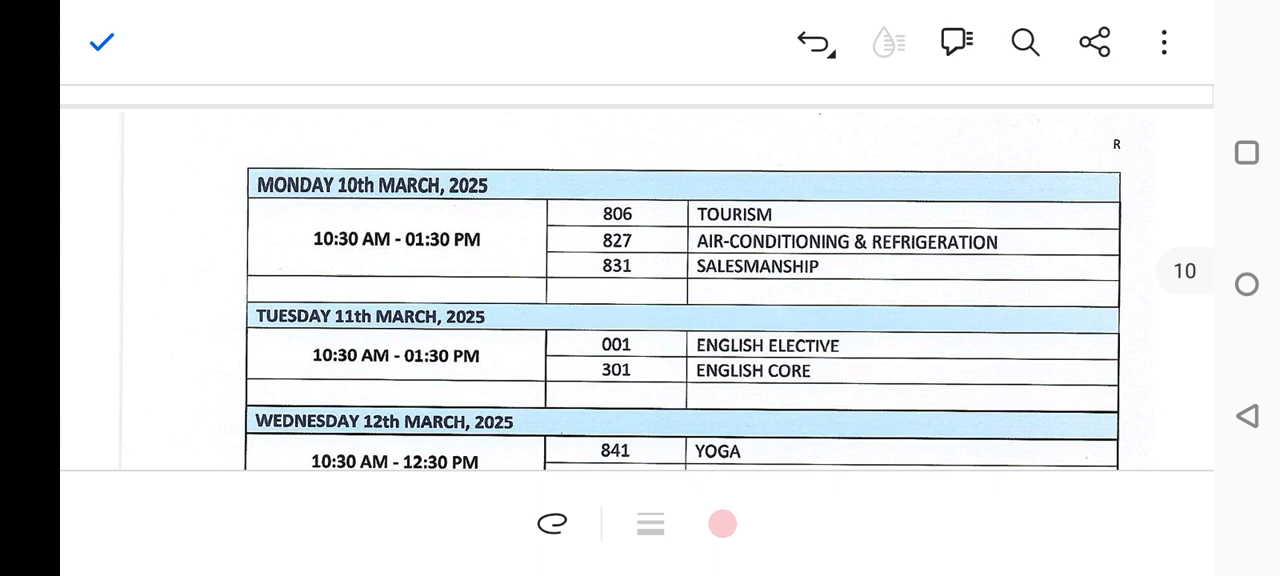 R
MONDAY 10th MARCH, 2025
10:30 AM - 01:30 PM
806 TOURISM
827 AIR-CONDITIONING & REFRIGERATION
831 SALESMANSHIP
10
TUESDAY 11th MARCH, 2025
10:30 AM - 01:30 PM
001 ENGLISH ELECTIVE
301 ENGLISH CORE
WEDNESDAY 12th MARCH, 2025
10:30 AM - 12:30 PM
841 YOGA